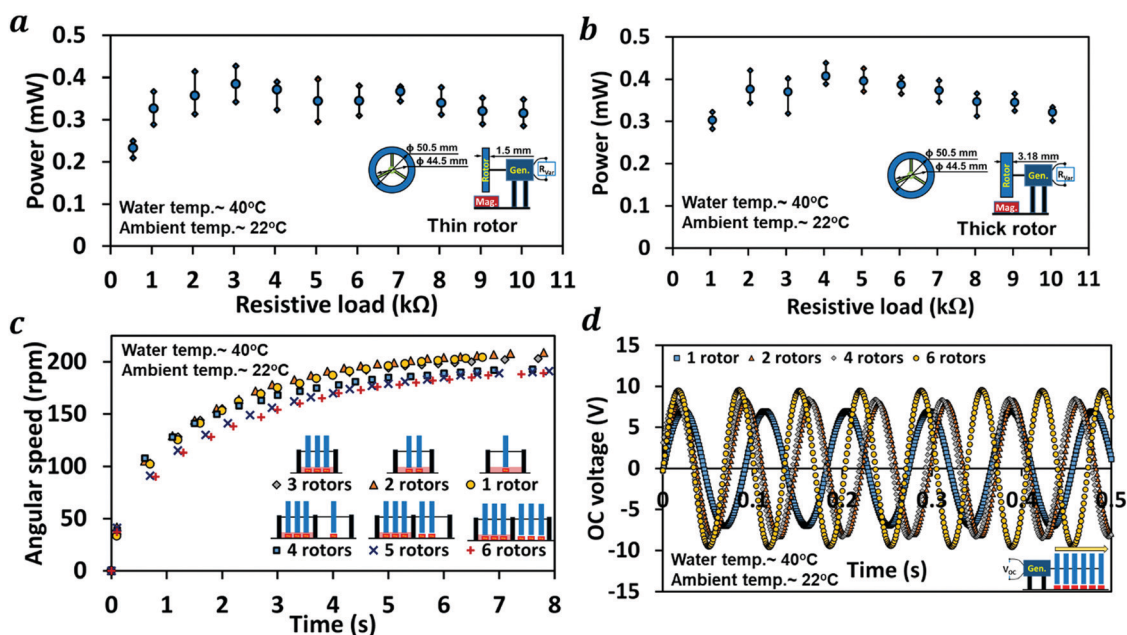 a
0.5
0.4
0.3
0.2
0.1
0
Power (mW)
ϕ 50.5 mm
ϕ 44.5 mm
1.5 mm
Rotor
Gen.
RVar
Mag.
Water temp.~ 40°C
Ambient temp.~ 22°C
Thin rotor
0 1 2 3 4 5 6 7 8 9 10 11
Resistive load (kΩ)
b
0.5
0.4
0.3
0.2
0.1
0
Power (mW)
ϕ 50.5 mm
ϕ 44.5 mm
3.18 mm
Rotor
Gen.
RVar
Mag.
Water temp.~ 40°C
Ambient temp.~ 22°C
Thick rotor
0 1 2 3 4 5 6 7 8 9 10 11
Resistive load (kΩ)
c
200
150
100
50
0
Angular speed (rpm)
Water temp.~ 40°C
Ambient temp.~ 22°C
3 rotors 2 rotors 1 rotor
4 rotors 5 rotors 6 rotors
0 1 2 3 4 5 6 7 8
Time (s)
d
15
10
5
0
-5
-10
-15
OC voltage (V)
1 rotor 2 rotors 4 rotors 6 rotors
0 0.1 0.2 0.3 0.4 0.5
Time (s)
Water temp.~ 40°C
Ambient temp.~ 22°C
VOC
Gen.